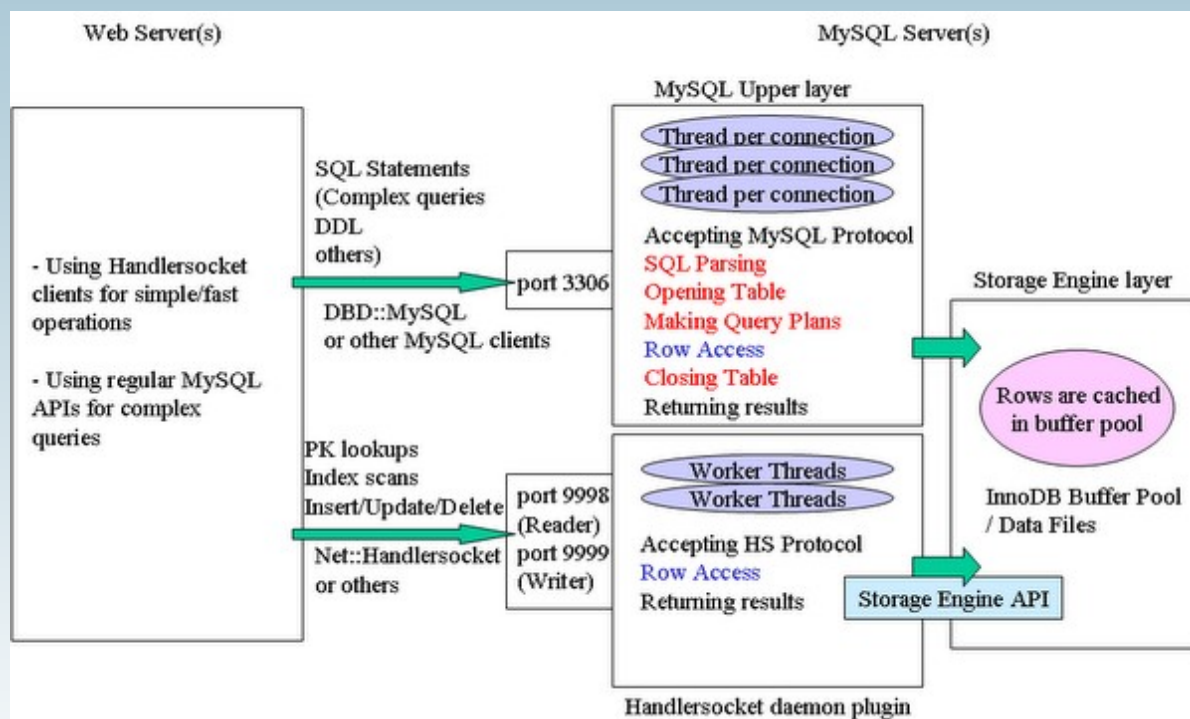 Web Server(s)
MySQL Server(s)
- Using Handlersocket
clients for simple/fast
operations
- Using regular MySQL
APIs for complex
queries
SQL Statements
(Complex queries
DDL
others)
DBD::MySQL
or other MySQL clients
PK lookups
Index scans
Insert/Update/Delete
Net::Handlersocket
or others
port 3306
port 9998
(Reader)
port 9999
(Writer)
MySQL Upper layer
Thread per connection
Thread per connection
Thread per connection
Accepting MySQL Protocol
SQL Parsing
Opening Table
Making Query Plans
Row Access
Closing Table
Returning results
Worker Threads
Worker Threads
Accepting HS Protocol
Row Access
Returning results
Handlersocket daemon plugin
Storage Engine API
Storage Engine layer
Rows are cached
in buffer pool
InnoDB Buffer Pool
/ Data Files